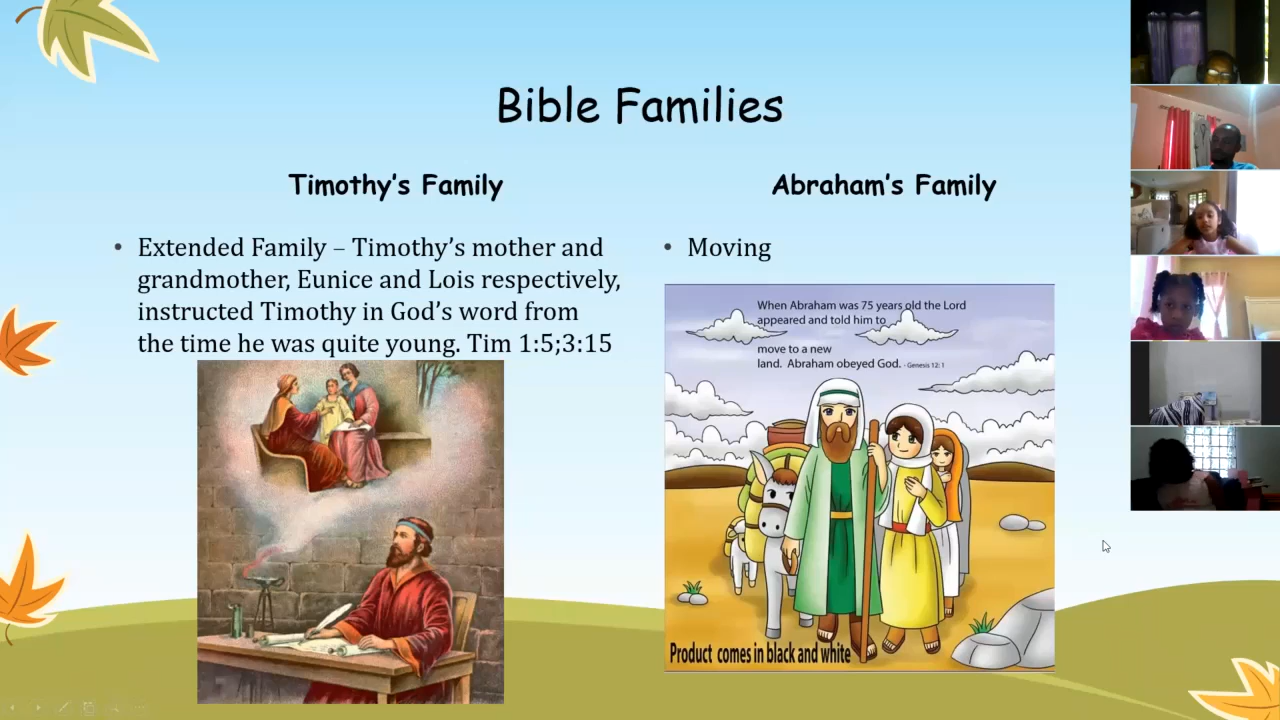 Bible Families
Timothy's Family
• Extended Family – Timothy's mother and
grandmother, Eunice and Lois respectively,
instructed Timothy in God's word from
the time he was quite young. Tim 1:5;3:15
Abraham's Family
• Moving
When Abraham was 75 years old the Lord
appeared and told him to
move to a new
land. Abraham obeyed God. - Genesis 12: 1
Product comes in black and white